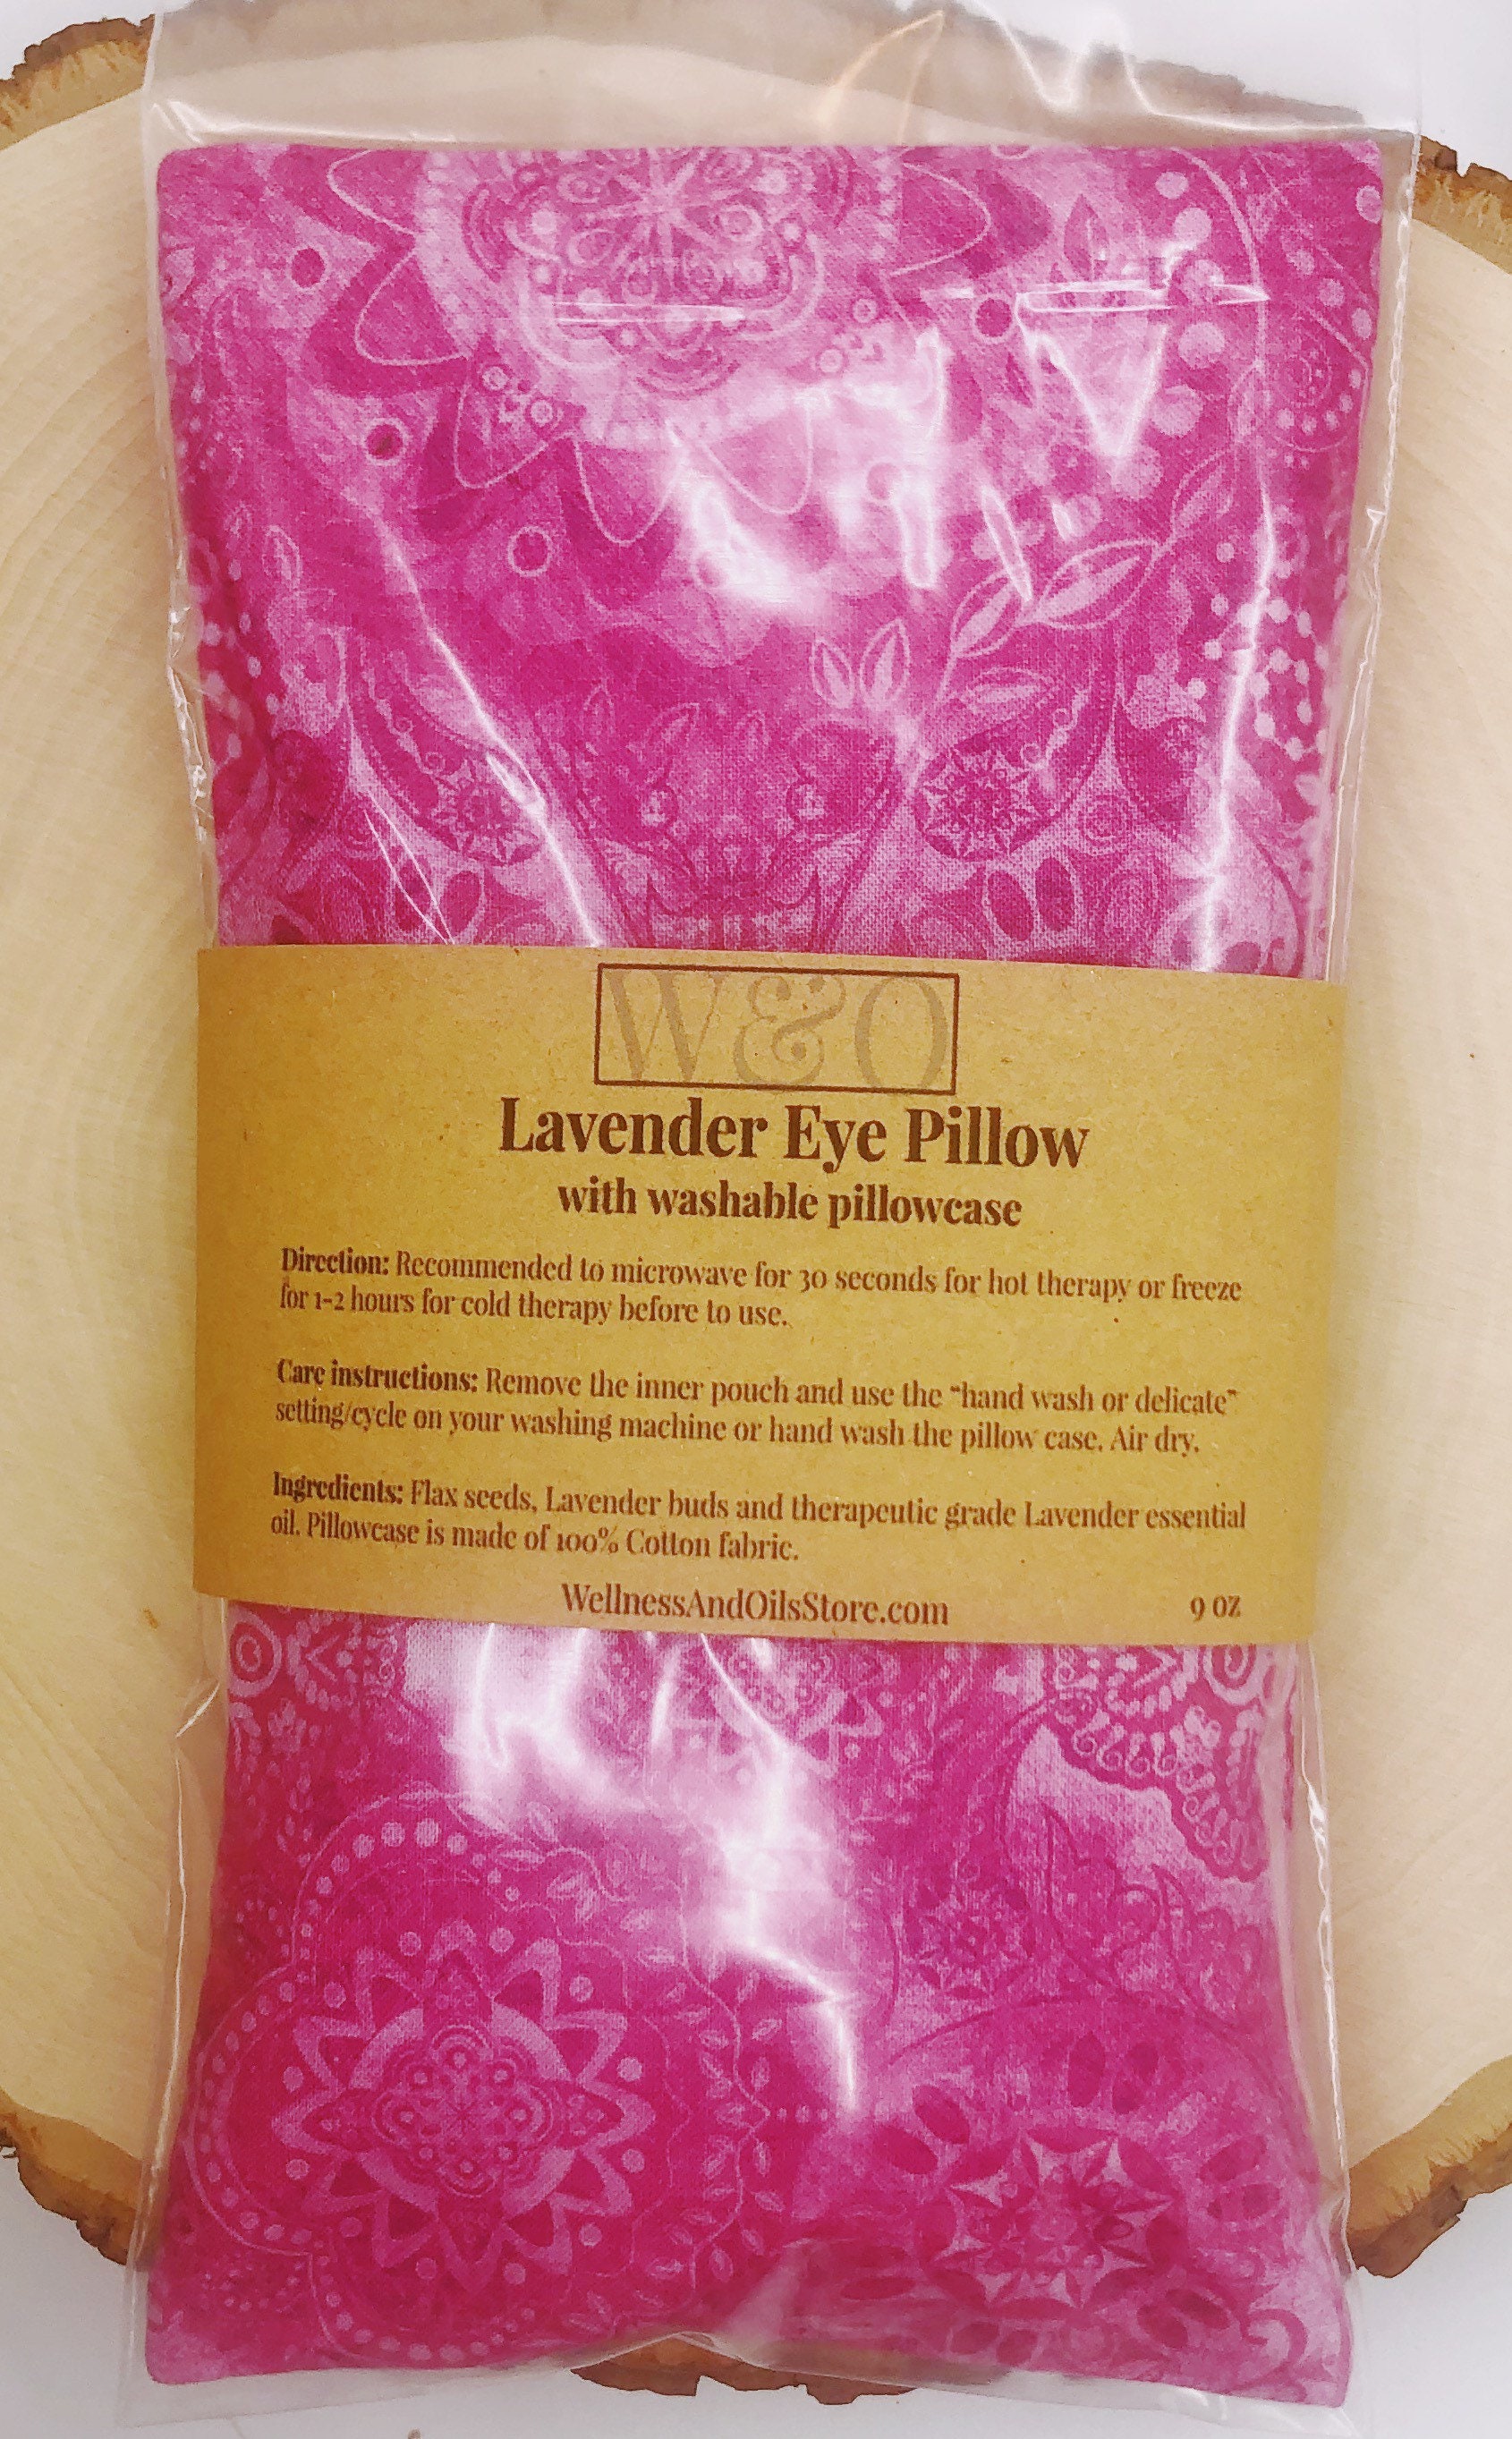 W&O
Lavender Eye Pillow
with washable pillowcase
Direction: Recommended to microwave for 30 seconds for hot therapy or freeze
for 1-2 hours for cold therapy before to use.
Care instructions: Remove the inner pouch and use the “hand wash or delicate”
setting/cycle on your washing machine or hand wash the pillow case. Air dry.
Ingredients: Flax seeds, Lavender buds and therapeutic grade Lavender essential
oil. Pillowcase is made of 100% Cotton fabric.
WellnessAndOilsStore.com 9 oz